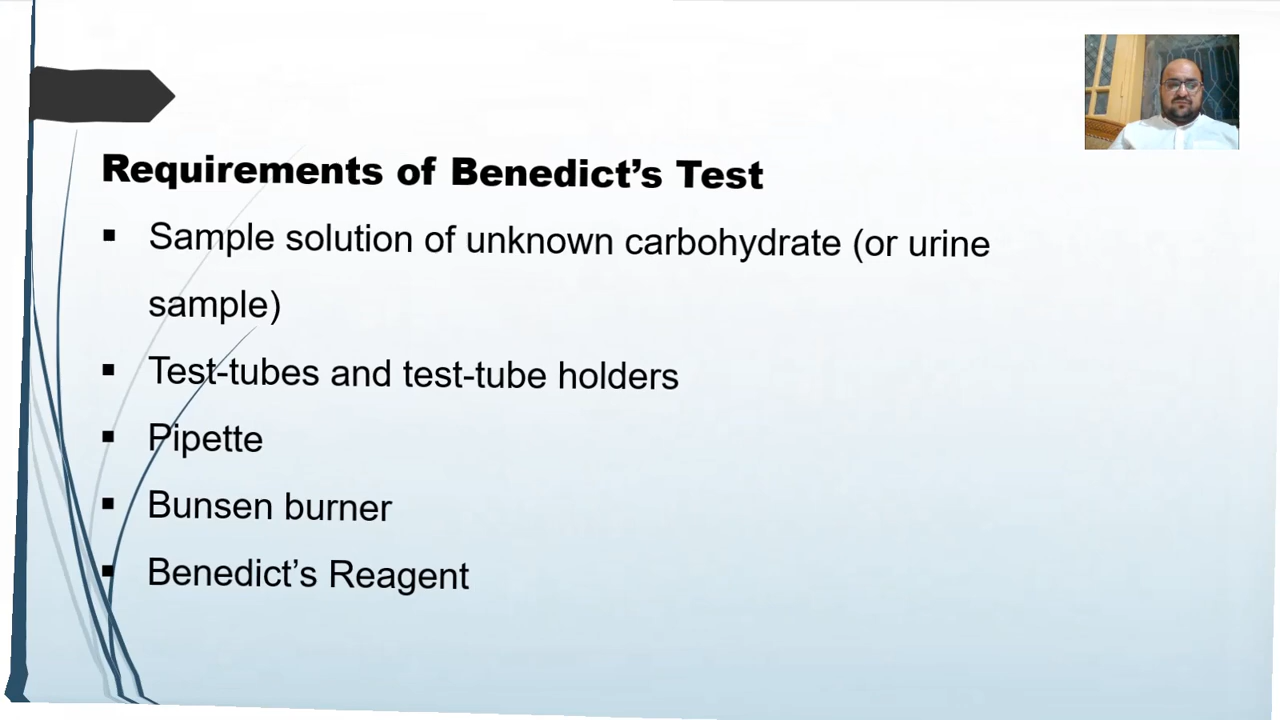 Requirements of Benedict’s Test
▪ Sample solution of unknown carbohydrate (or urine
sample)
▪ Test-tubes and test-tube holders
▪ Pipette
▪ Bunsen burner
▪ Benedict’s Reagent